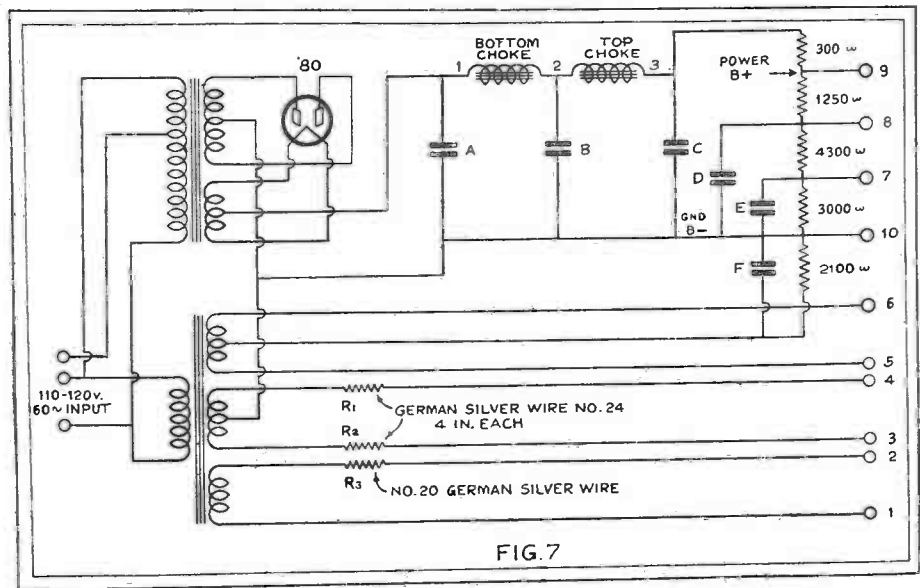 '80
BOTTOM
CHOKE
TOP
CHOKE
1
2
3
300 ω
POWER
B+
9
1250 ω
8
A
B
C
4300 ω
D
7
E
3000 ω
GND
B-
10
F
2100 ω
6
110-120v.
60~ INPUT
5
4
R1
GERMAN SILVER WIRE NO.24
4 IN. EACH
R2
3
2
R3
NO.20 GERMAN SILVER WIRE
1
FIG.7